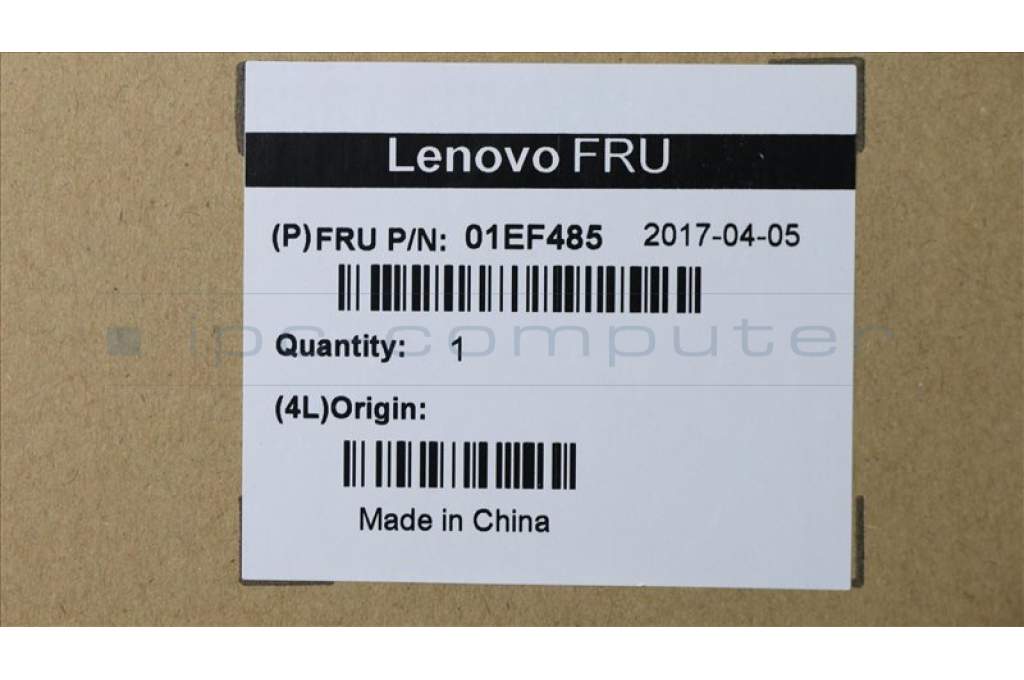 Lenovo FRU
(P)FRU P/N: 01EF485 2017-04-05
ipc-computer
Quantity: 1
(4L)Origin:
Made in China